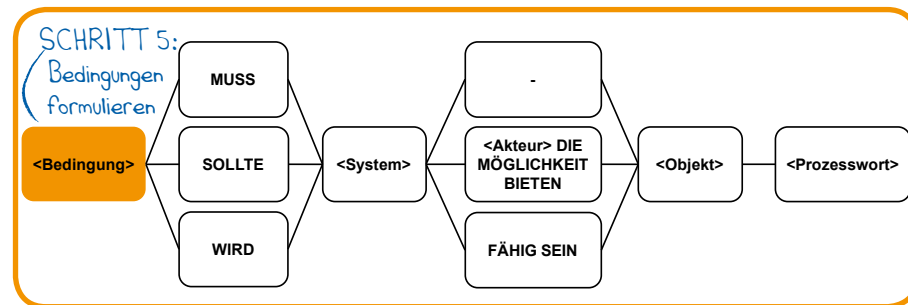 SCHRITT 5:
Bedingungen
formulieren
<Bedingung>
MUSS
SOLLTE
WIRD
<System>
-
<Akteur> DIE
MÖGLICHKEIT
BIETEN
FÄHIG SEIN
<Objekt>
<Prozesswort>